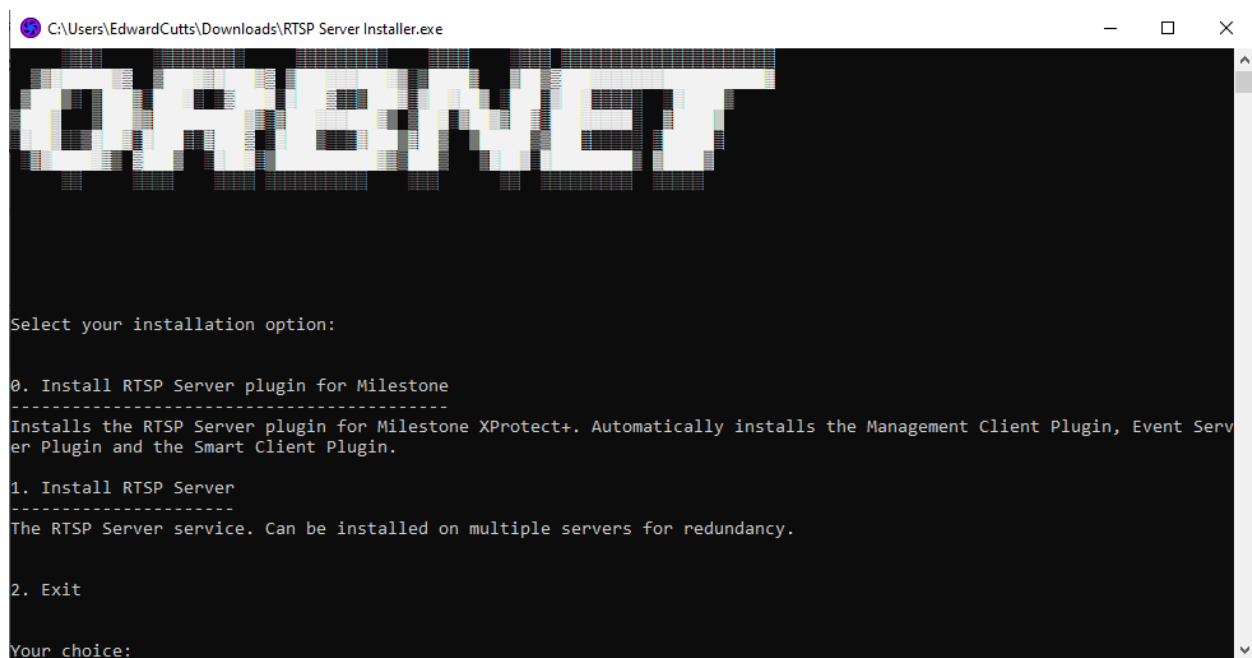 C:\Users\EdwardCutts\Downloads\RTSP Server Installer.exe
ORBNET
Select your installation option:
0. Install RTSP Server plugin for Milestone
-------------------------------------------
Installs the RTSP Server plugin for Milestone XProtect+. Automatically installs the Management Client Plugin, Event Serv
er Plugin and the Smart Client Plugin.
1. Install RTSP Server
----------------------
The RTSP Server service. Can be installed on multiple servers for redundancy.
2. Exit
Your choice: